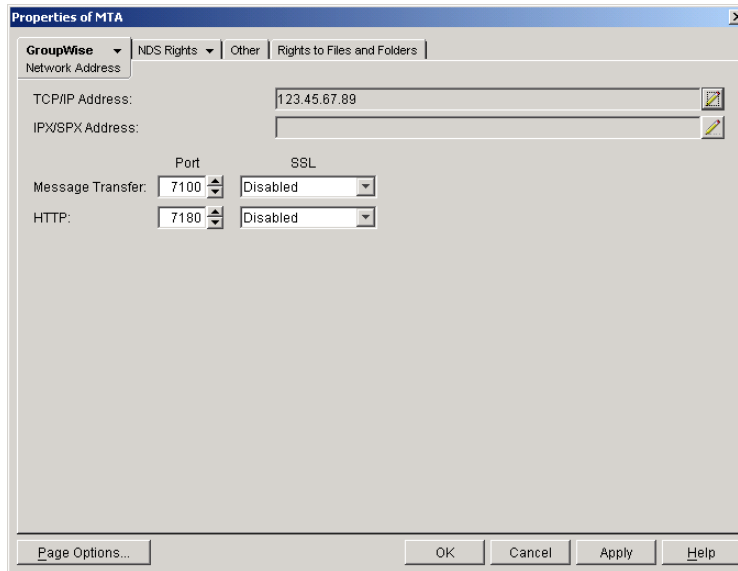 Properties of MTA
GroupWise NDS Rights Other Rights to Files and Folders
Network Address
TCP/IP Address: 123.45.67.89
IPX/SPX Address:
Port SSL
Message Transfer: 7100 Disabled
HTTP: 7180 Disabled
Page Options... OK Cancel Apply Help